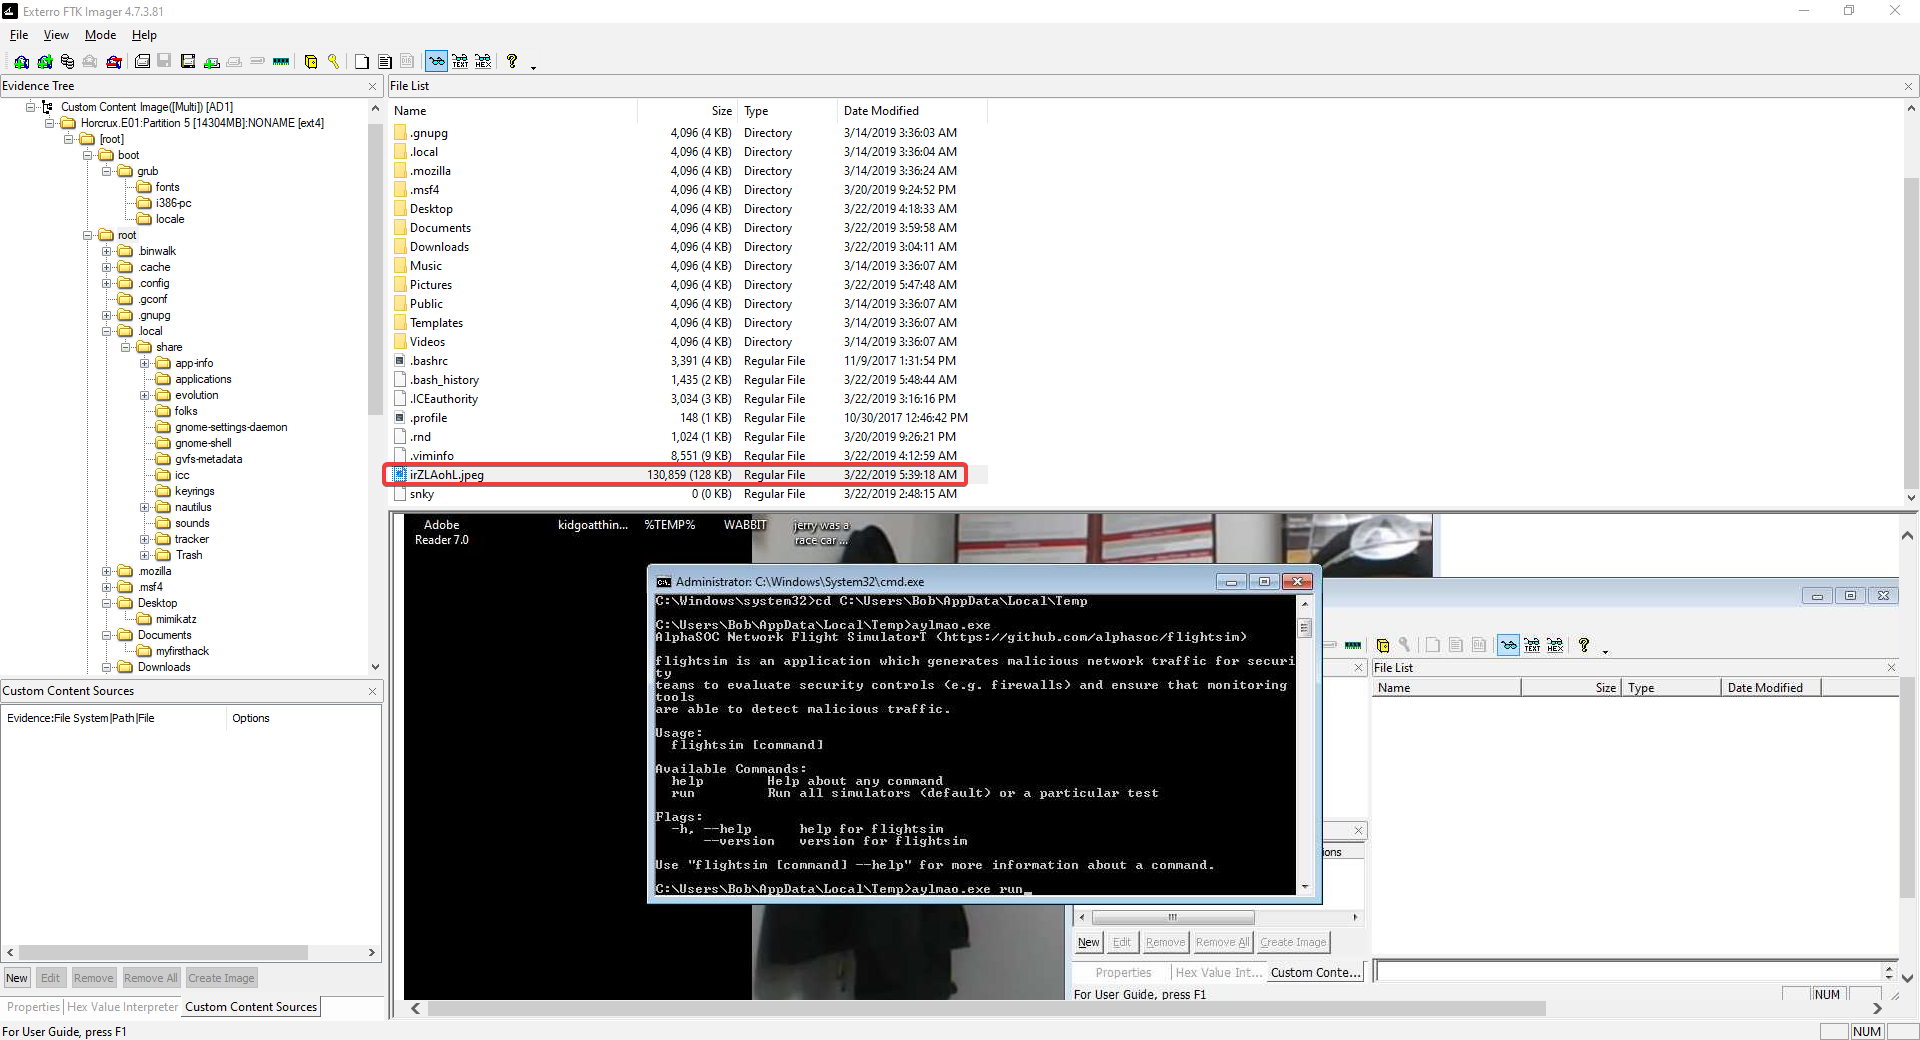 Exterro FTK Imager 4.7.3.81
File View Mode Help
Evidence Tree
Custom Content Image([Multi]) [AD1]
Horcrux.E01:Partition 5 [14304MB]:NONAME [ext4]
[root]
boot
grub
fonts
i386-pc
locale
root
.binwalk
.cache
.config
.gconf
.gnupg
.local
share
app-info
applications
evolution
folks
gnome-settings-daemon
gnome-shell
gvfs-metadata
icc
keyrings
nautilus
sounds
tracker
Trash
.mozilla
.msf4
Desktop
mimikatz
Documents
myfirsthack
Downloads
Custom Content Sources
Evidence:File System|Path|File Options
New Edit Remove Remove All Create Image
Properties Hex Value Interpreter Custom Content Sources
For User Guide, press F1
File List
Name Size Type Date Modified
.gnupg 4,096 (4 KB) Directory 3/14/2019 3:36:03 AM
.local 4,096 (4 KB) Directory 3/14/2019 3:36:04 AM
.mozilla 4,096 (4 KB) Directory 3/14/2019 3:36:24 AM
.msf4 4,096 (4 KB) Directory 3/20/2019 9:24:52 PM
Desktop 4,096 (4 KB) Directory 3/22/2019 4:18:33 AM
Documents 4,096 (4 KB) Directory 3/22/2019 3:59:58 AM
Downloads 4,096 (4 KB) Directory 3/22/2019 3:04:11 AM
Music 4,096 (4 KB) Directory 3/14/2019 3:36:07 AM
Pictures 4,096 (4 KB) Directory 3/22/2019 5:47:48 AM
Public 4,096 (4 KB) Directory 3/14/2019 3:36:07 AM
Templates 4,096 (4 KB) Directory 3/14/2019 3:36:07 AM
Videos 4,096 (4 KB) Directory 3/14/2019 3:36:07 AM
.bashrc 3,391 (4 KB) Regular File 11/9/2017 1:31:54 PM
.bash_history 1,435 (2 KB) Regular File 3/22/2019 5:48:44 AM
.ICEauthority 3,034 (3 KB) Regular File 3/22/2019 3:16:16 PM
.profile 148 (1 KB) Regular File 10/30/2017 12:46:42 PM
.rnd 1,024 (1 KB) Regular File 3/20/2019 9:26:21 PM
.viminfo 8,551 (9 KB) Regular File 3/22/2019 4:12:59 AM
irZLAohL.jpeg 130,859 (128 KB) Regular File 3/22/2019 5:39:18 AM
snky 0 (0 KB) Regular File 3/22/2019 2:48:15 AM
Adobe Reader 7.0
kidgoatthin...
%TEMP%
WABBIT
jerry was a race car ...
Administrator: C:\Windows\System32\cmd.exe
C:\Windows\system32>cd C:\Users\Bob\AppData\Local\Temp
C:\Users\Bob\AppData\Local\Temp>aylmao.exe
AlphaSOC Network Flight SimulatorT (https://github.com/alphasoc/flightsim)
flightsim is an application which generates malicious network traffic for securi
ty
teams to evaluate security controls (e.g. firewalls) and ensure that monitoring
tools
are able to detect malicious traffic.
Usage:
flightsim [command]
Available Commands:
help Help about any command
run Run all simulators (default) or a particular test
Flags:
-h, --help help for flightsim
--version version for flightsim
Use "flightsim [command] --help" for more information about a command.
C:\Users\Bob\AppData\Local\Temp>aylmao.exe run_
File List
Name Size Type Date Modified
ions
New Edit Remove Remove All Create Image
Properties Hex Value Int... Custom Conte...
For User Guide, press F1
NUM
NUM